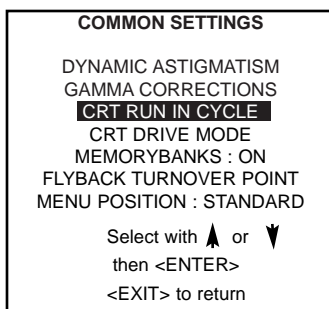 COMMON SETTINGS
DYNAMIC ASTIGMATISM
GAMMA CORRECTIONS
CRT RUN IN CYCLE
CRT DRIVE MODE
MEMORYBANKS : ON
FLYBACK TURNOVER POINT
MENU POSITION : STANDARD
Select with or
then <ENTER>
<EXIT> to return